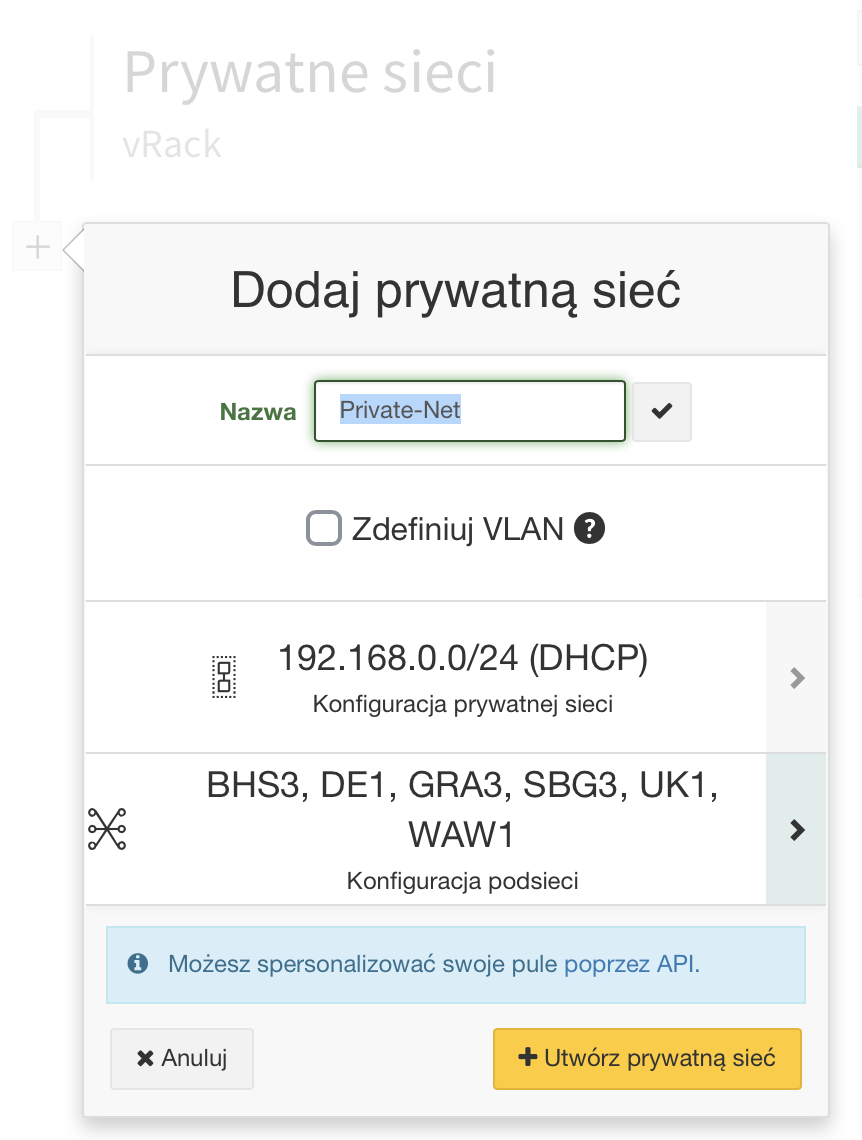 Prywatne sieci
vRack
Dodaj prywatną sieć
Nazwa Private-Net
Zdefiniuj VLAN ?
192.168.0.0/24 (DHCP)
Konfiguracja prywatnej sieci
BHS3, DE1, GRA3, SBG3, UK1,
WAW1
Konfiguracja podsieci
Możesz spersonalizować swoje pule poprzez API.
Anuluj
Utwórz prywatną sieć